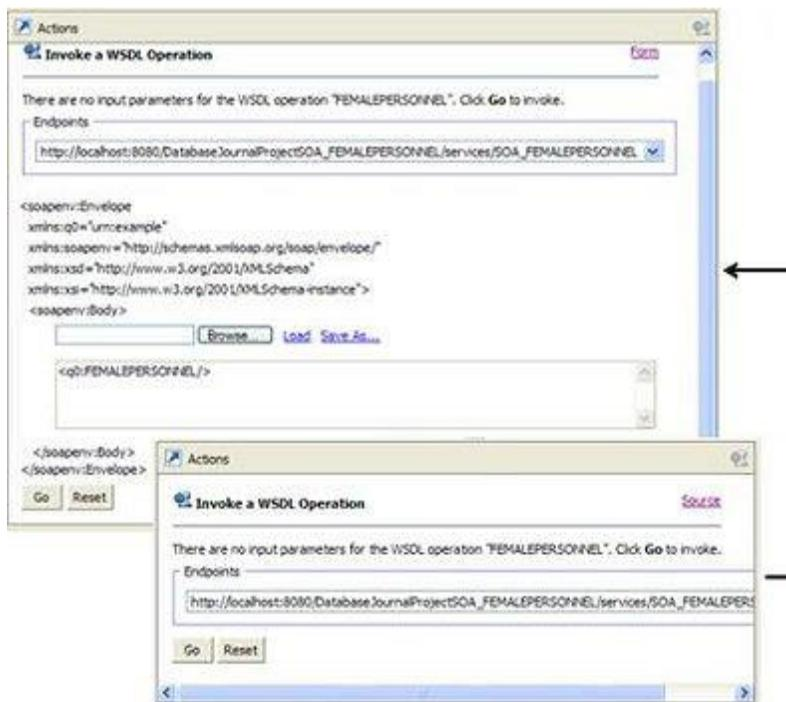 Actions
Invoke a WSDL Operation
Form
There are no input parameters for the WSDL operation "FEMALEPERSONNEL". Click Go to invoke.
Endpoints
http://localhost:8080/DatabaseJournalProjectSOA_FEMALEPERSONNEL/services/SOA_FEMALEPERSONNEL
<soapenv:Envelope
xmlns:q0="urn:example"
xmlns:soapenv="http://schemas.xmlsoap.org/soap/envelope/"
xmlns:xsd="http://www.w3.org/2001/XMLSchema"
xmlns:xsi="http://www.w3.org/2001/XMLSchema-instance">
<soapenv:Body>
Browse... Load Save As...
<q0:FEMALEPERSONNEL/>
</soapenv:Body>
</soapenv:Envelope>
Go Reset
Actions
Invoke a WSDL Operation
Source
There are no input parameters for the WSDL operation "FEMALEPERSONNEL". Click Go to invoke.
Endpoints
http://localhost:8080/DatabaseJournalProjectSOA_FEMALEPERSONNEL/services/SOA_FEMALEPERS
Go Reset